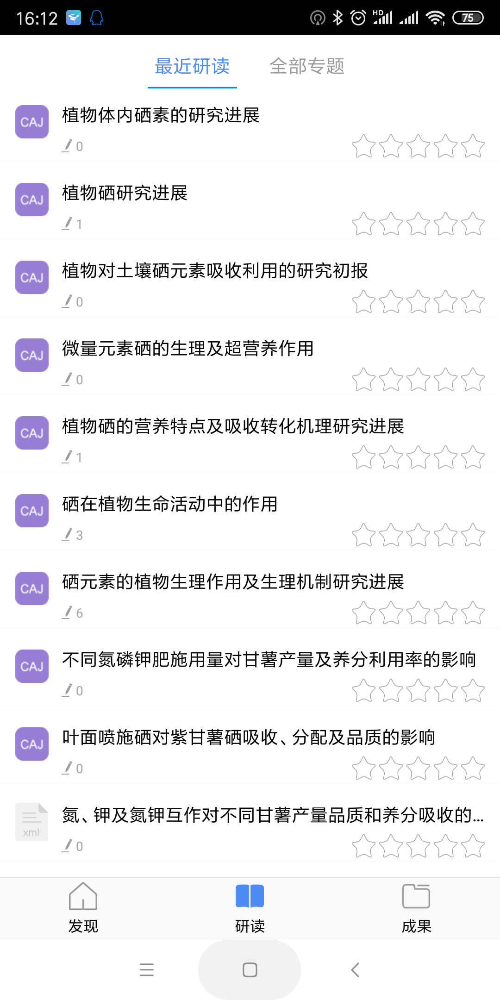 16:12
HD
75
最近研读 全部专题
CAJ 植物体内硒素的研究进展
0
CAJ 植物硒研究进展
1
CAJ 植物对土壤硒元素吸收利用的研究初报
0
CAJ 微量元素硒的生理及超营养作用
0
CAJ 植物硒的营养特点及吸收转化机理研究进展
1
CAJ 硒在植物生命活动中的作用
3
CAJ 硒元素的植物生理作用及生理机制研究进展
6
CAJ 不同氮磷钾肥施用量对甘薯产量及养分利用率的影响
0
CAJ 叶面喷施硒对紫甘薯硒吸收、分配及品质的影响
0
xml 氮、钾及氮钾互作对不同甘薯产量品质和养分吸收的...
0
发现 研读 成果